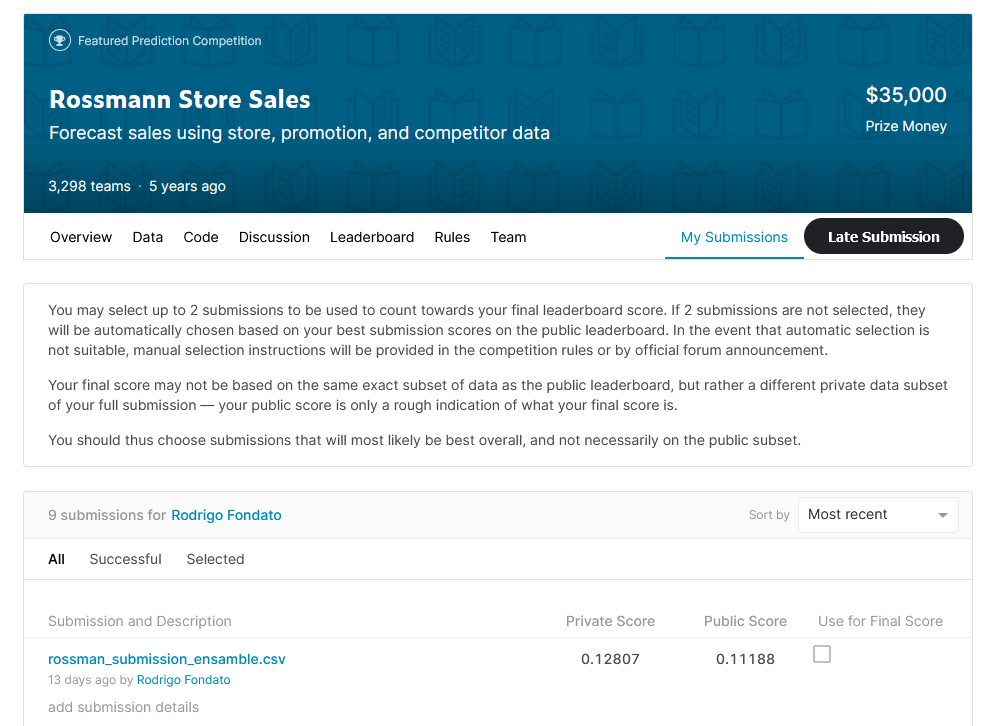 Featured Prediction Competition
Rossmann Store Sales
$35,000
Forecast sales using store, promotion, and competitor data
Prize Money
3,298 teams · 5 years ago
Overview Data Code Discussion Leaderboard Rules Team My Submissions Late Submission
You may select up to 2 submissions to be used to count towards your final leaderboard score. If 2 submissions are not selected, they
will be automatically chosen based on your best submission scores on the public leaderboard. In the event that automatic selection is
not suitable, manual selection instructions will be provided in the competition rules or by official forum announcement.
Your final score may not be based on the same exact subset of data as the public leaderboard, but rather a different private data subset
of your full submission — your public score is only a rough indication of what your final score is.
You should thus choose submissions that will most likely be best overall, and not necessarily on the public subset.
9 submissions for Rodrigo Fondato Sort by Most recent
All Successful Selected
Submission and Description Private Score Public Score Use for Final Score
rossman_submission_ensamble.csv 0.12807 0.11188
13 days ago by Rodrigo Fondato
add submission details